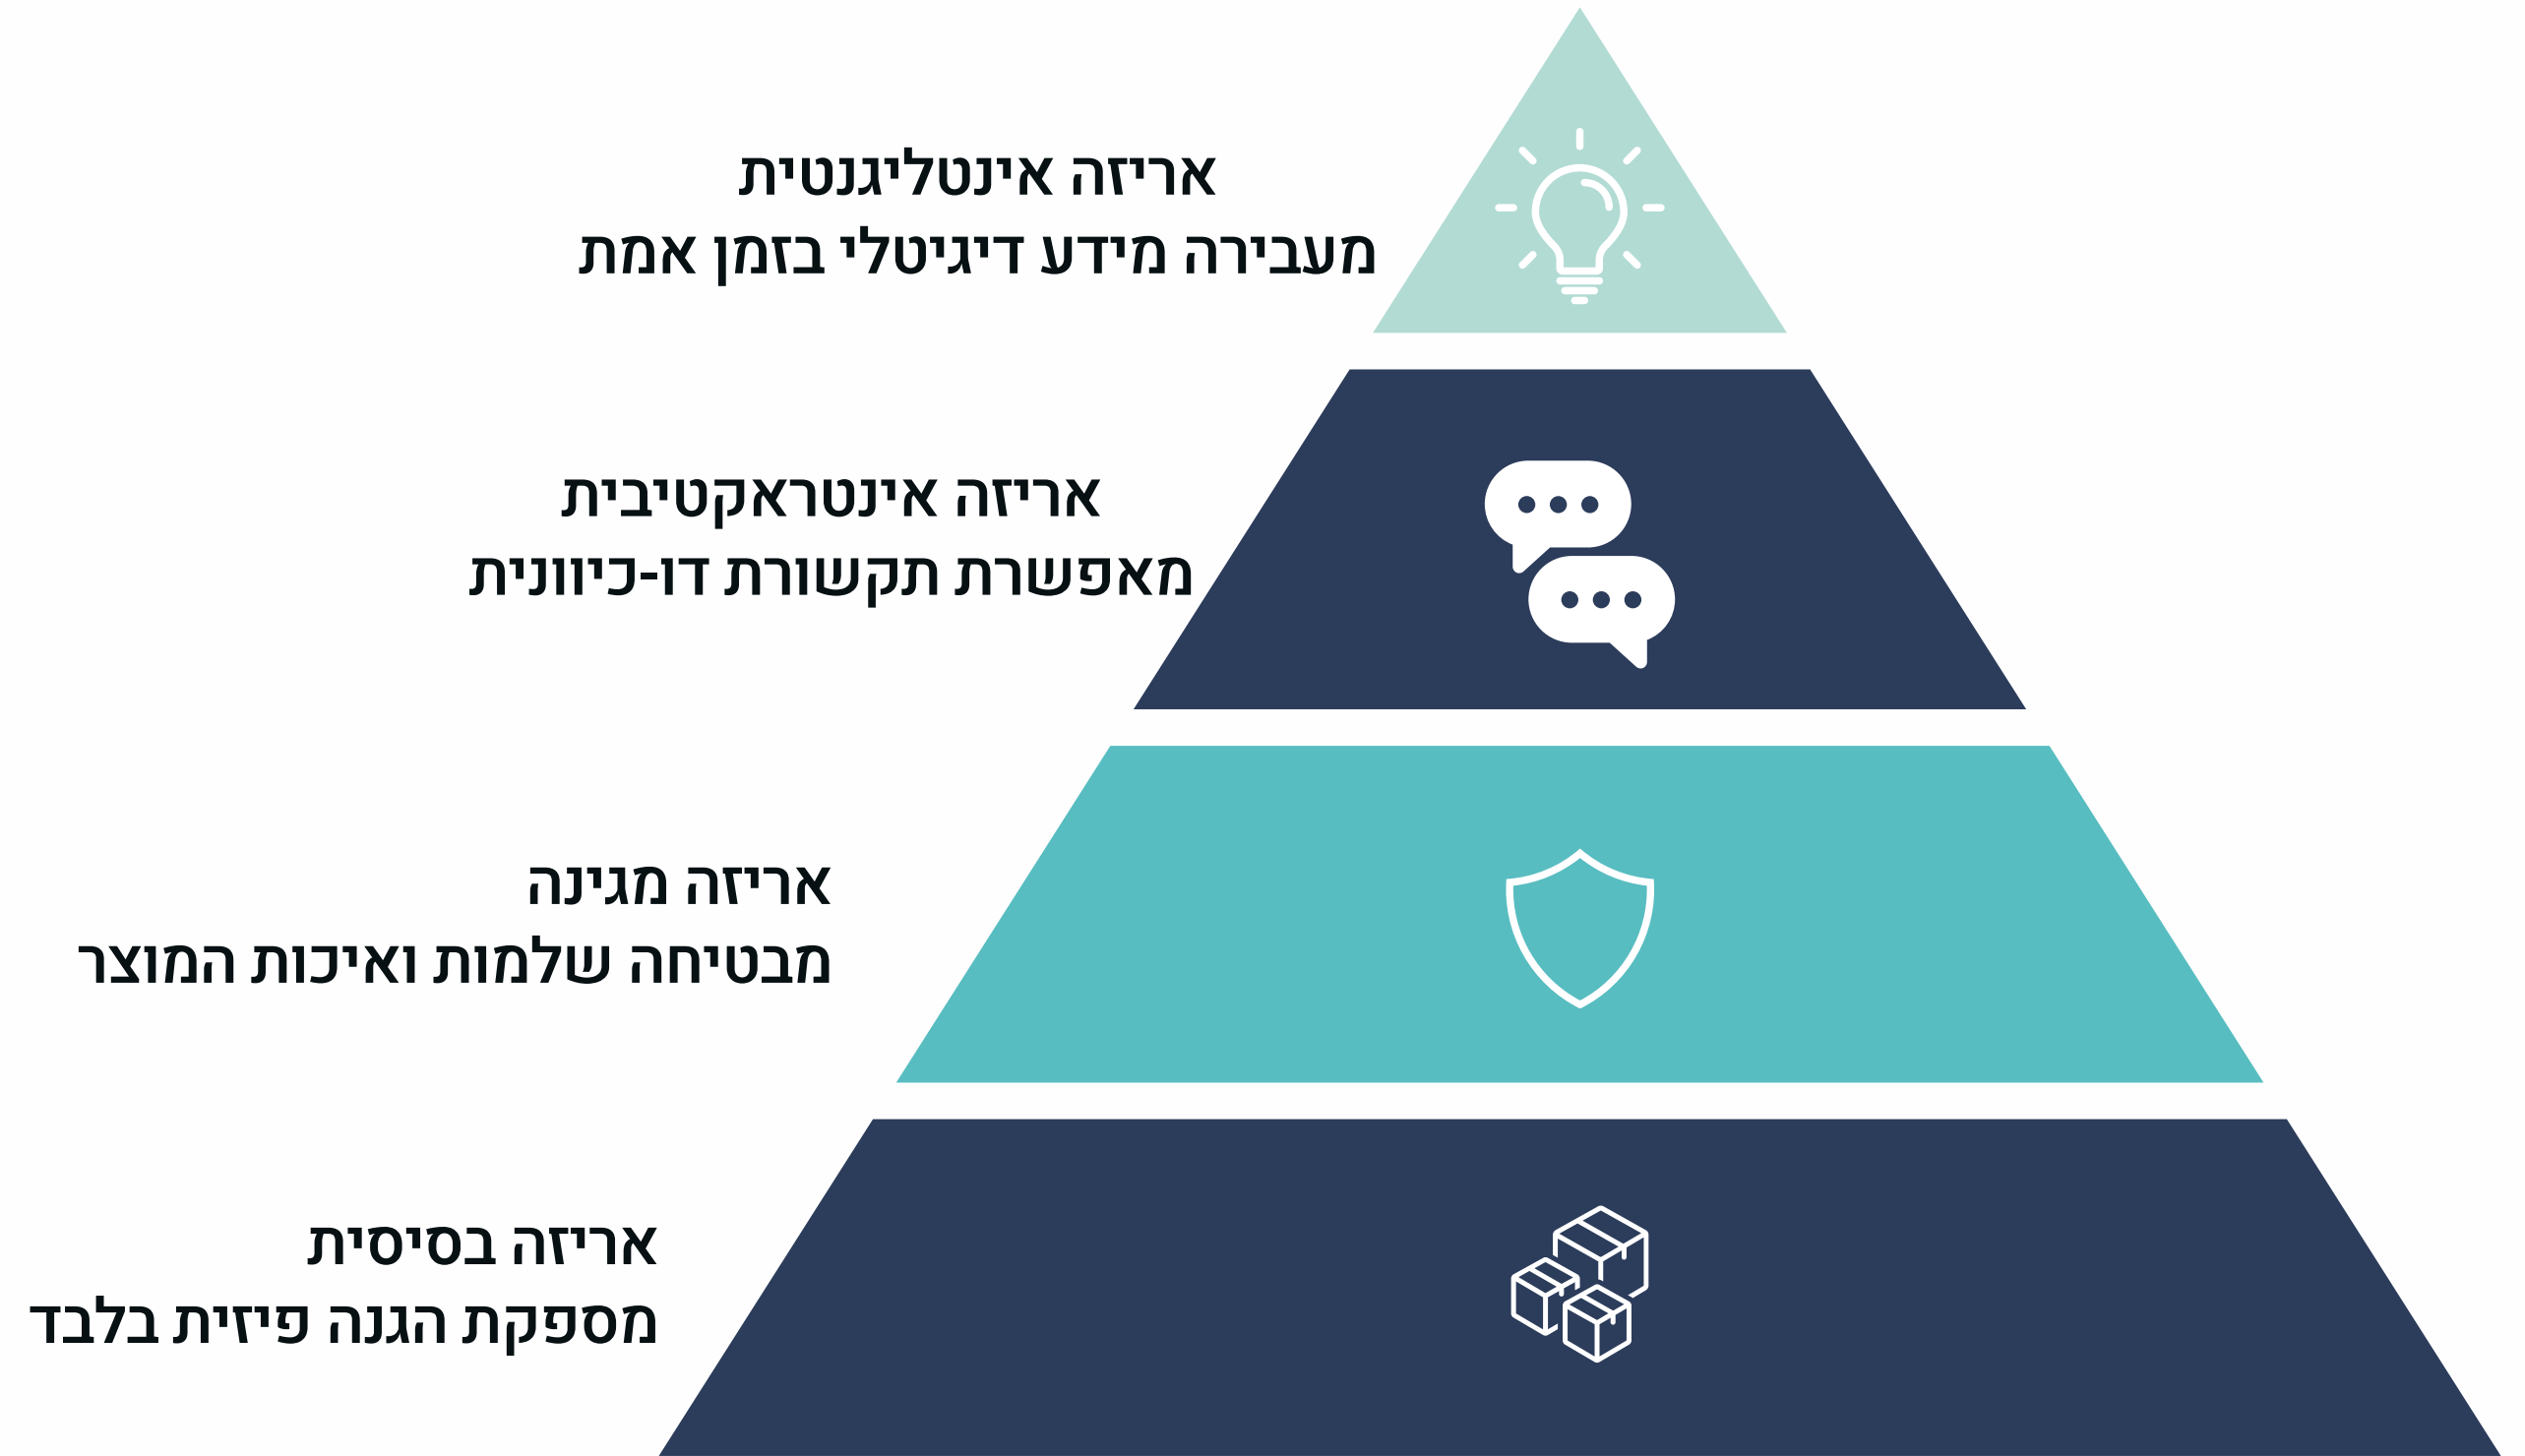 אריזה אינטליגנטית
מעבירה מידע דיגיטלי בזמן אמת
אריזה אינטראקטיבית
מאפשרת תקשורת דו-כיוונית
אריזה מגינה
מבטיחה שלמות ואיכות המוצר
אריזה בסיסית
מספקת הגנה פיזית בלבד